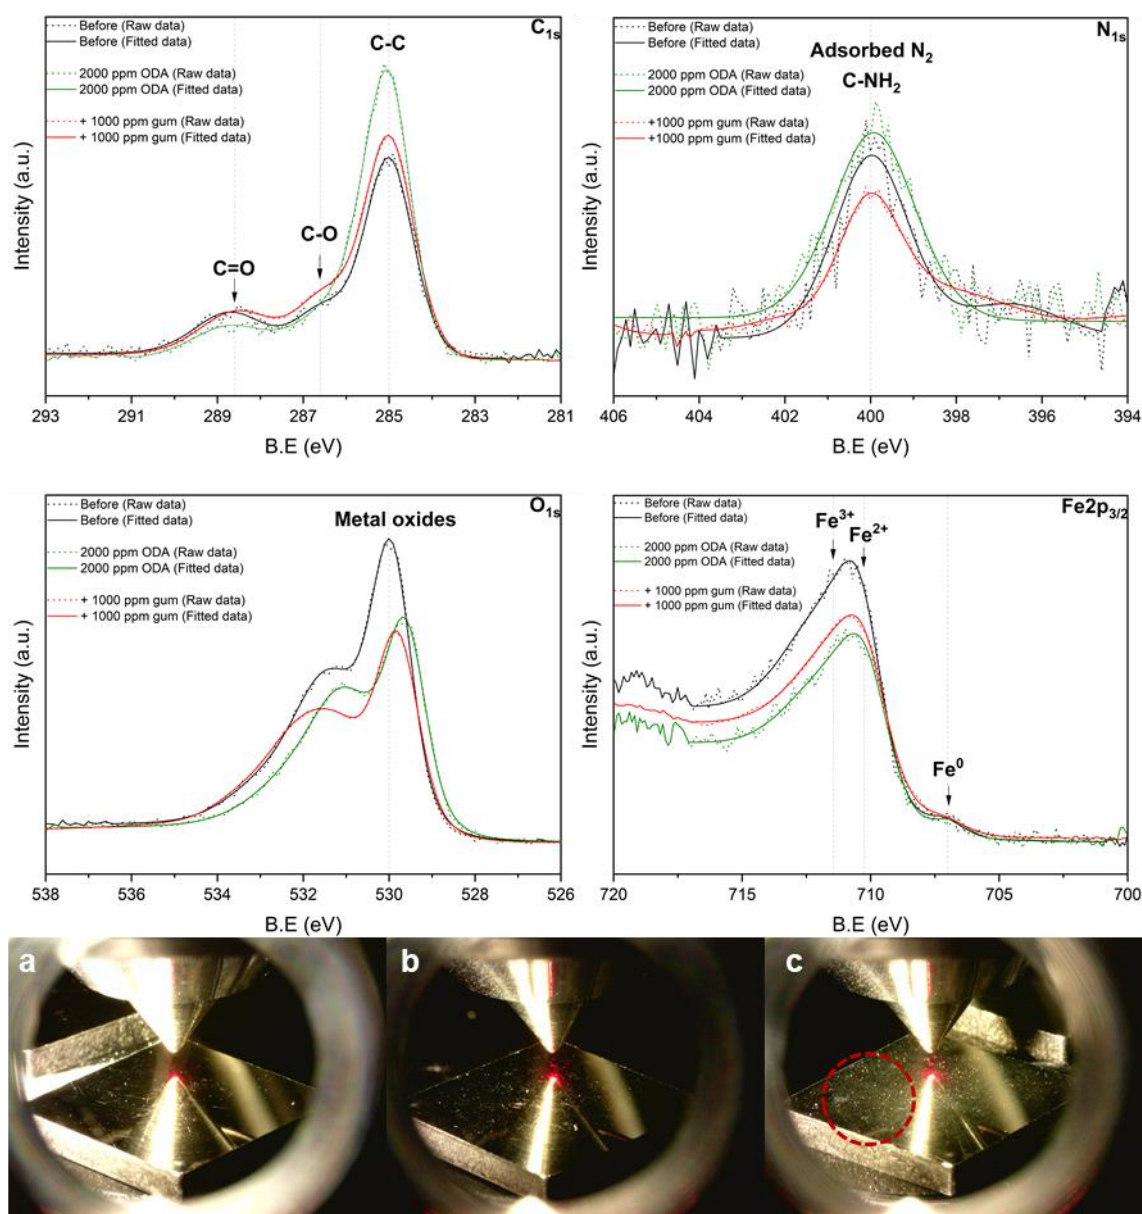 Before (Raw data)
Before (Fitted data)
2000 ppm ODA (Raw data)
2000 ppm ODA (Fitted data)
+ 1000 ppm gum (Raw data)
+ 1000 ppm gum (Fitted data)
C1s
C-C
C-O
C=O
Intensity (a.u.)
293 291 289 287 285 283 281
B.E (eV)
Before (Raw data)
Before (Fitted data)
2000 ppm ODA (Raw data)
2000 ppm ODA (Fitted data)
+1000 ppm gum (Raw data)
+1000 ppm gum (Fitted data)
N1s
Adsorbed N2
C-NH2
Intensity (a.u.)
406 404 402 400 398 396 394
B.E (eV)
Before (Raw data)
Before (Fitted data)
2000 ppm ODA (Raw data)
2000 ppm ODA (Fitted data)
+ 1000 ppm gum (Raw data)
+ 1000 ppm gum (Fitted data)
O1s
Metal oxides
Intensity (a.u.)
538 536 534 532 530 528 526
B.E (eV)
Before (Raw data)
Before (Fitted data)
2000 ppm ODA (Raw data)
2000 ppm ODA (Fitted data)
+ 1000 ppm gum (Raw data)
+ 1000 ppm gum (Fitted data)
Fe2p3/2
Fe3+
Fe2+
Fe0
Intensity (a.u.)
720 715 710 705 700
B.E (eV)
a
b
c